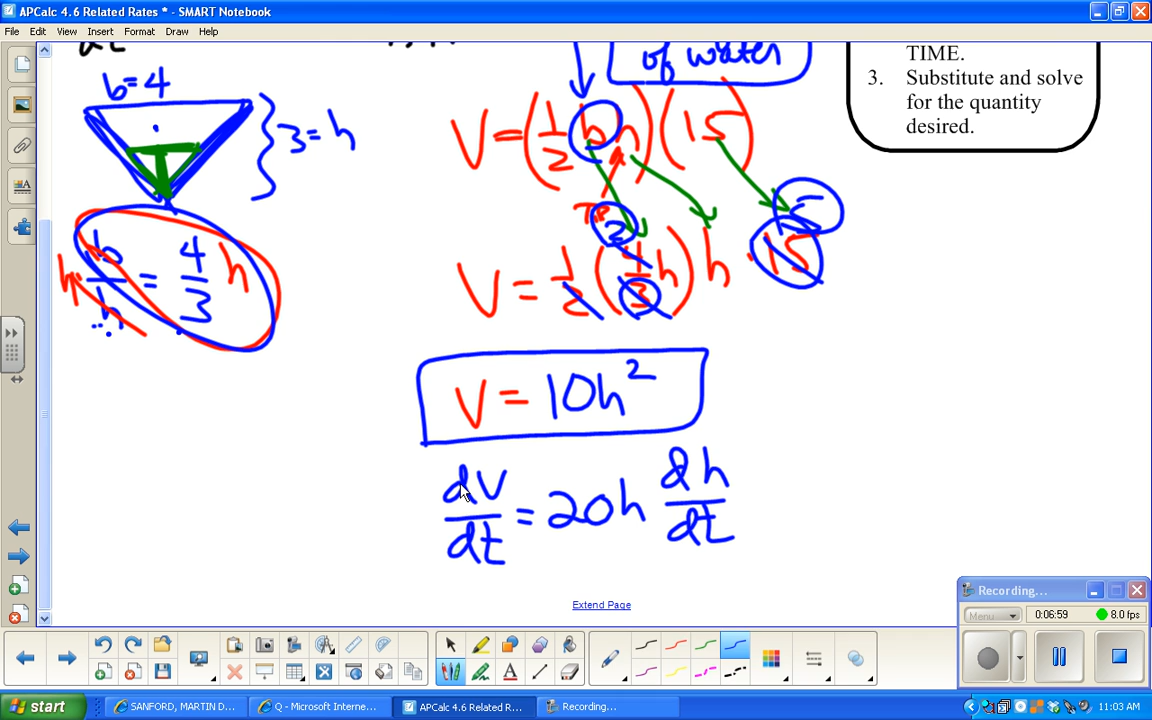 APCalc 4.6 Related Rates * - SMART Notebook
File Edit View Insert Format Draw Help
dt
of water
TIME.
3. Substitute and solve
for the quantity
desired.
b=4
3=h
V=(1/2 b h)(15)
b/h = 4/3 h
h·
2
5
V = 1/2 (4/3 h) h · 15
V = 10h²
dV/dt = 20h dh/dt
Extend Page
Recording...
Menu
0:06:59
8.0 fps
start
SANFORD, MARTIN D...
Q - Microsoft Interne...
APCalc 4.6 Related R...
Recording...
11:03 AM